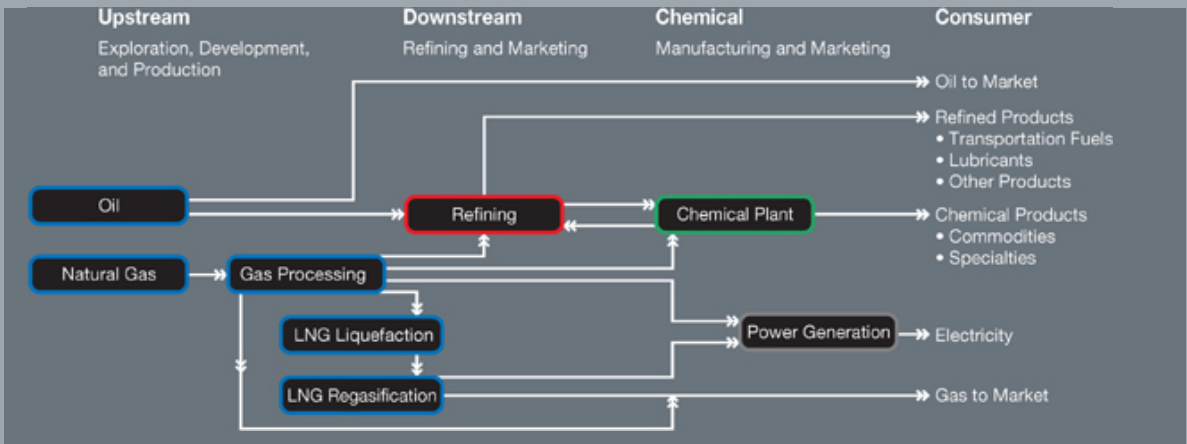 Upstream
Exploration, Development,
and Production
Downstream
Refining and Marketing
Chemical
Manufacturing and Marketing
Consumer
Oil to Market
Refined Products
• Transportation Fuels
• Lubricants
• Other Products
Oil
Refining
Chemical Plant
Chemical Products
• Commodities
• Specialties
Natural Gas
Gas Processing
LNG Liquefaction
Power Generation
Electricity
LNG Regasification
Gas to Market